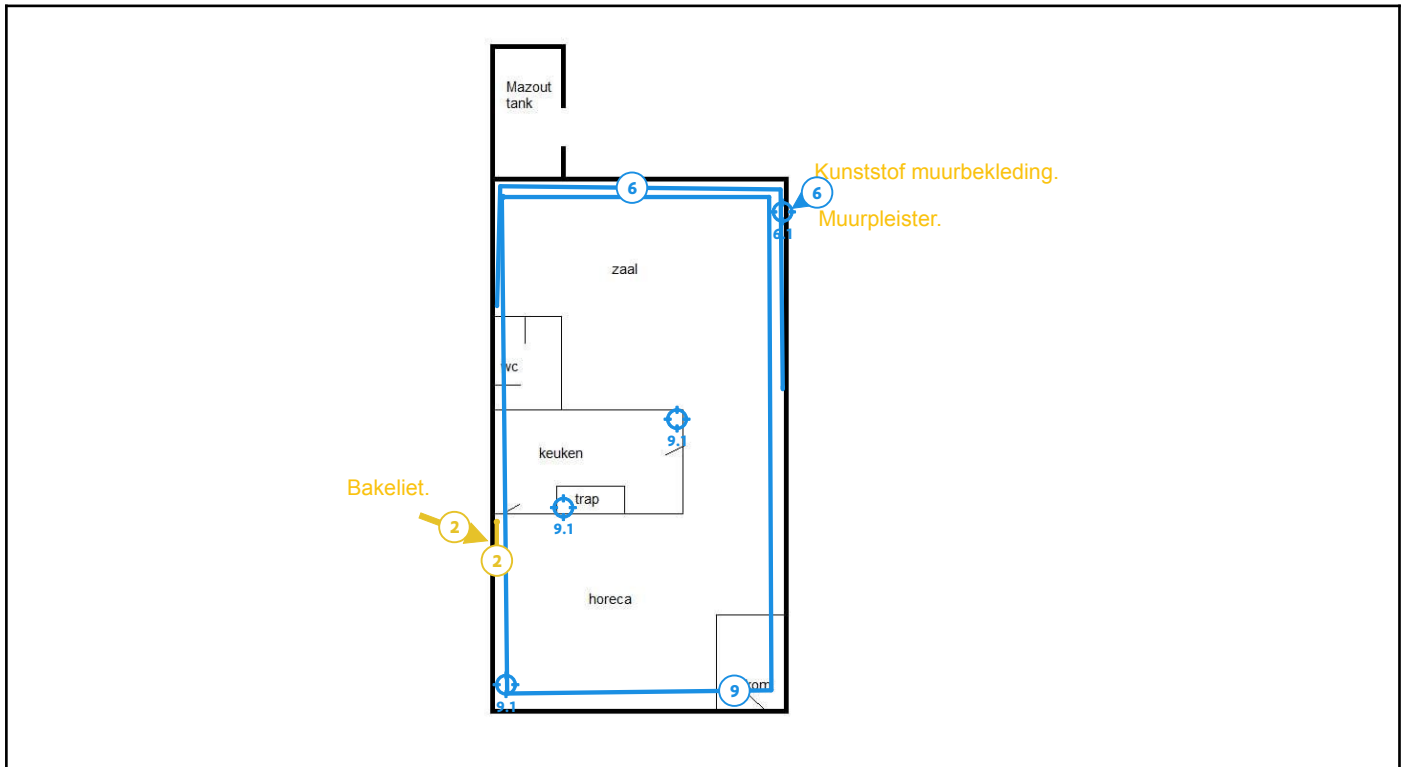 Mazout
tank
Kunststof muurbekleding.
6
6
6.1
Muurpleister.
zaal
wc
9.1
keuken
Bakeliet.
trap
9.1
2
2
horeca
9
9.1